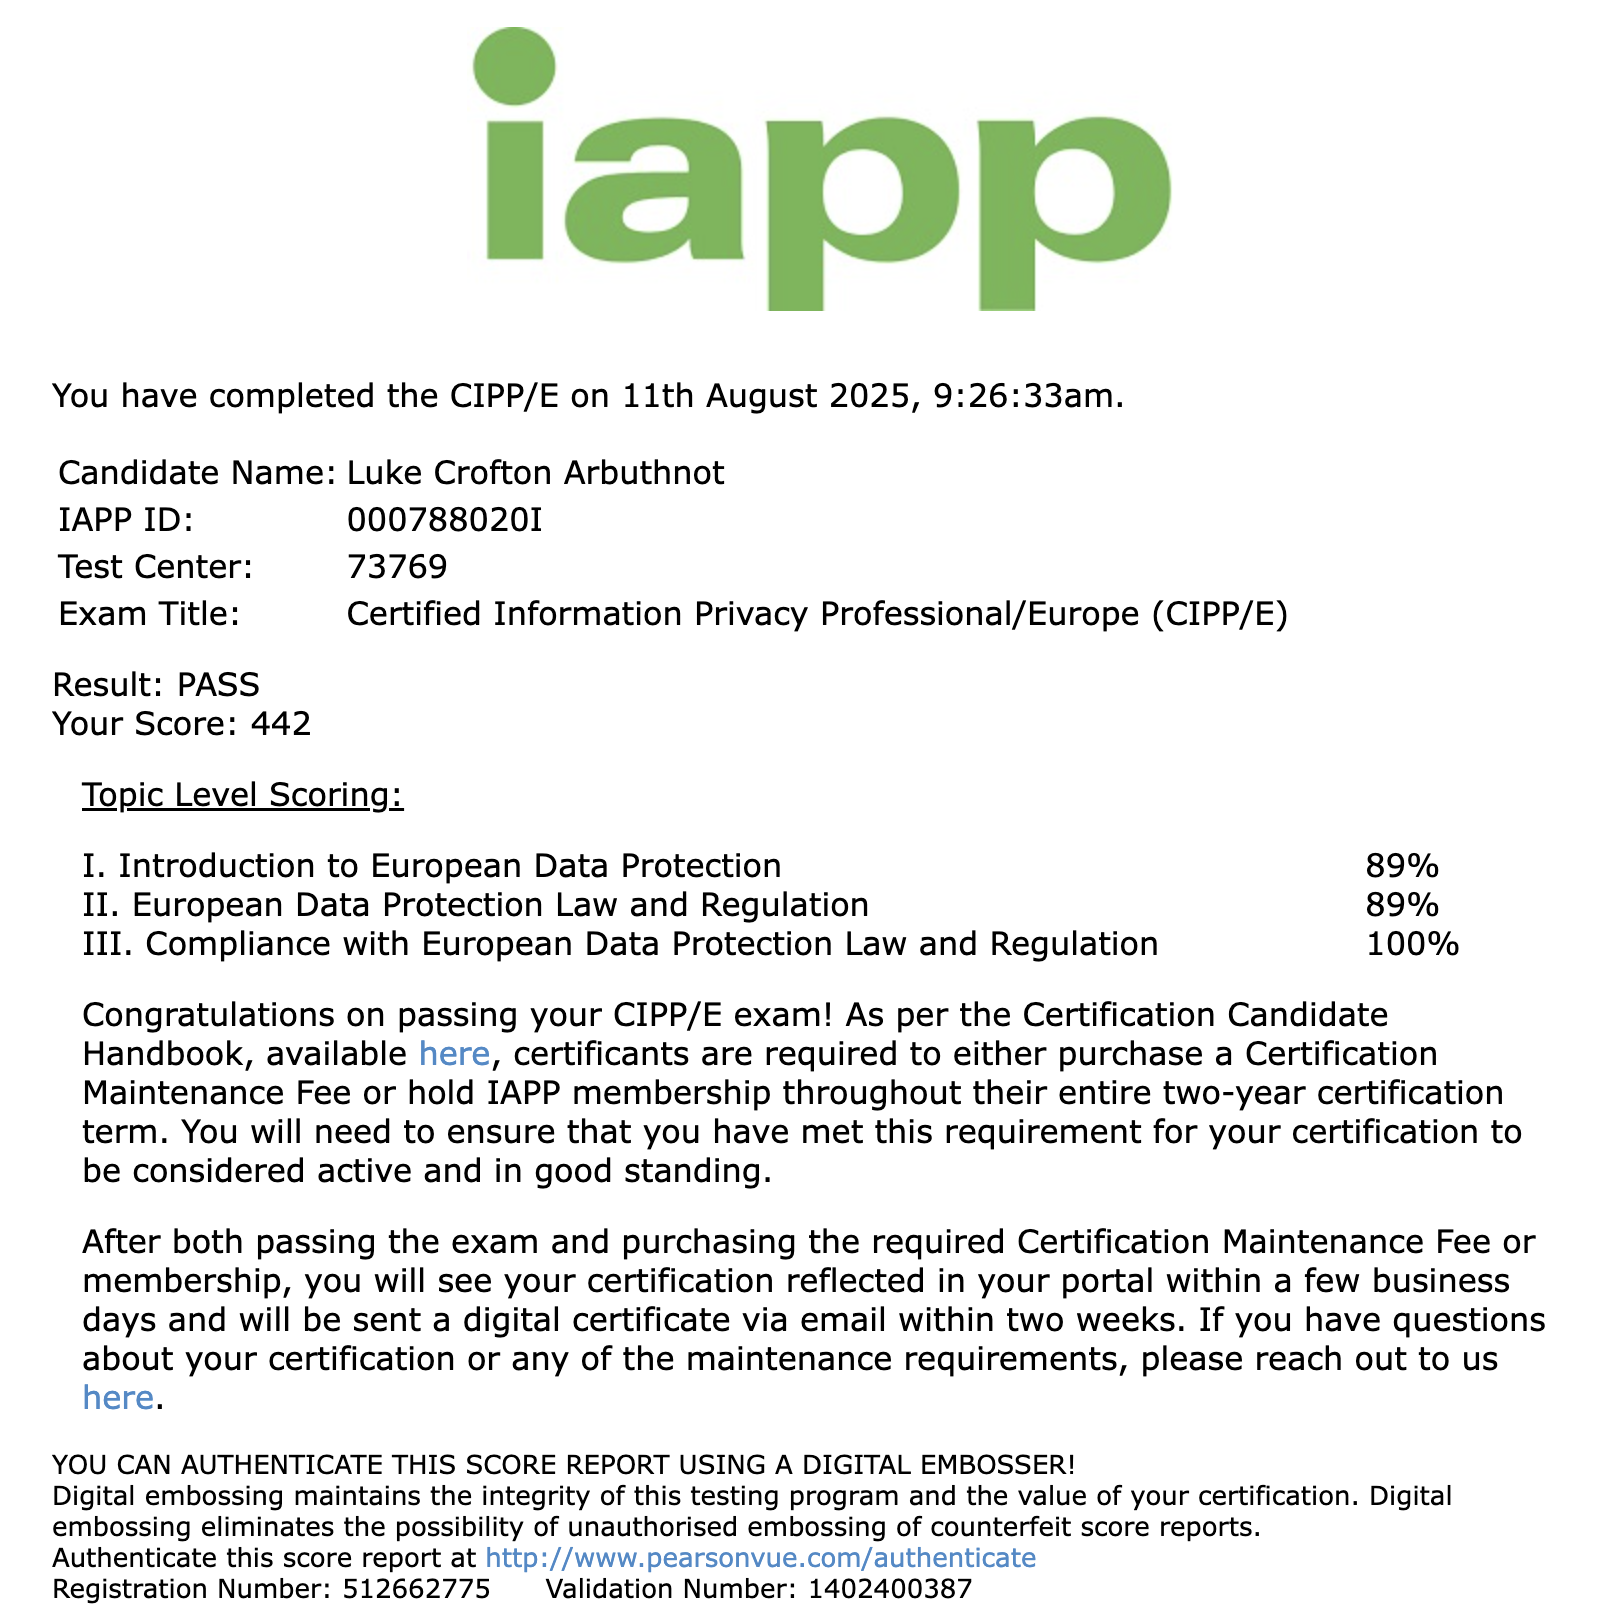 iapp
You have completed the CIPP/E on 11th August 2025, 9:26:33am.
Candidate Name: Luke Crofton Arbuthnot
IAPP ID: 000788020I
Test Center: 73769
Exam Title: Certified Information Privacy Professional/Europe (CIPP/E)
Result: PASS
Your Score: 442
Topic Level Scoring:
I. Introduction to European Data Protection 89%
II. European Data Protection Law and Regulation 89%
III. Compliance with European Data Protection Law and Regulation 100%
Congratulations on passing your CIPP/E exam! As per the Certification Candidate
Handbook, available here, certificants are required to either purchase a Certification
Maintenance Fee or hold IAPP membership throughout their entire two-year certification
term. You will need to ensure that you have met this requirement for your certification to
be considered active and in good standing.
After both passing the exam and purchasing the required Certification Maintenance Fee or
membership, you will see your certification reflected in your portal within a few business
days and will be sent a digital certificate via email within two weeks. If you have questions
about your certification or any of the maintenance requirements, please reach out to us
here.
YOU CAN AUTHENTICATE THIS SCORE REPORT USING A DIGITAL EMBOSSER!
Digital embossing maintains the integrity of this testing program and the value of your certification. Digital
embossing eliminates the possibility of unauthorised embossing of counterfeit score reports.
Authenticate this score report at http://www.pearsonvue.com/authenticate
Registration Number: 512662775 Validation Number: 1402400387